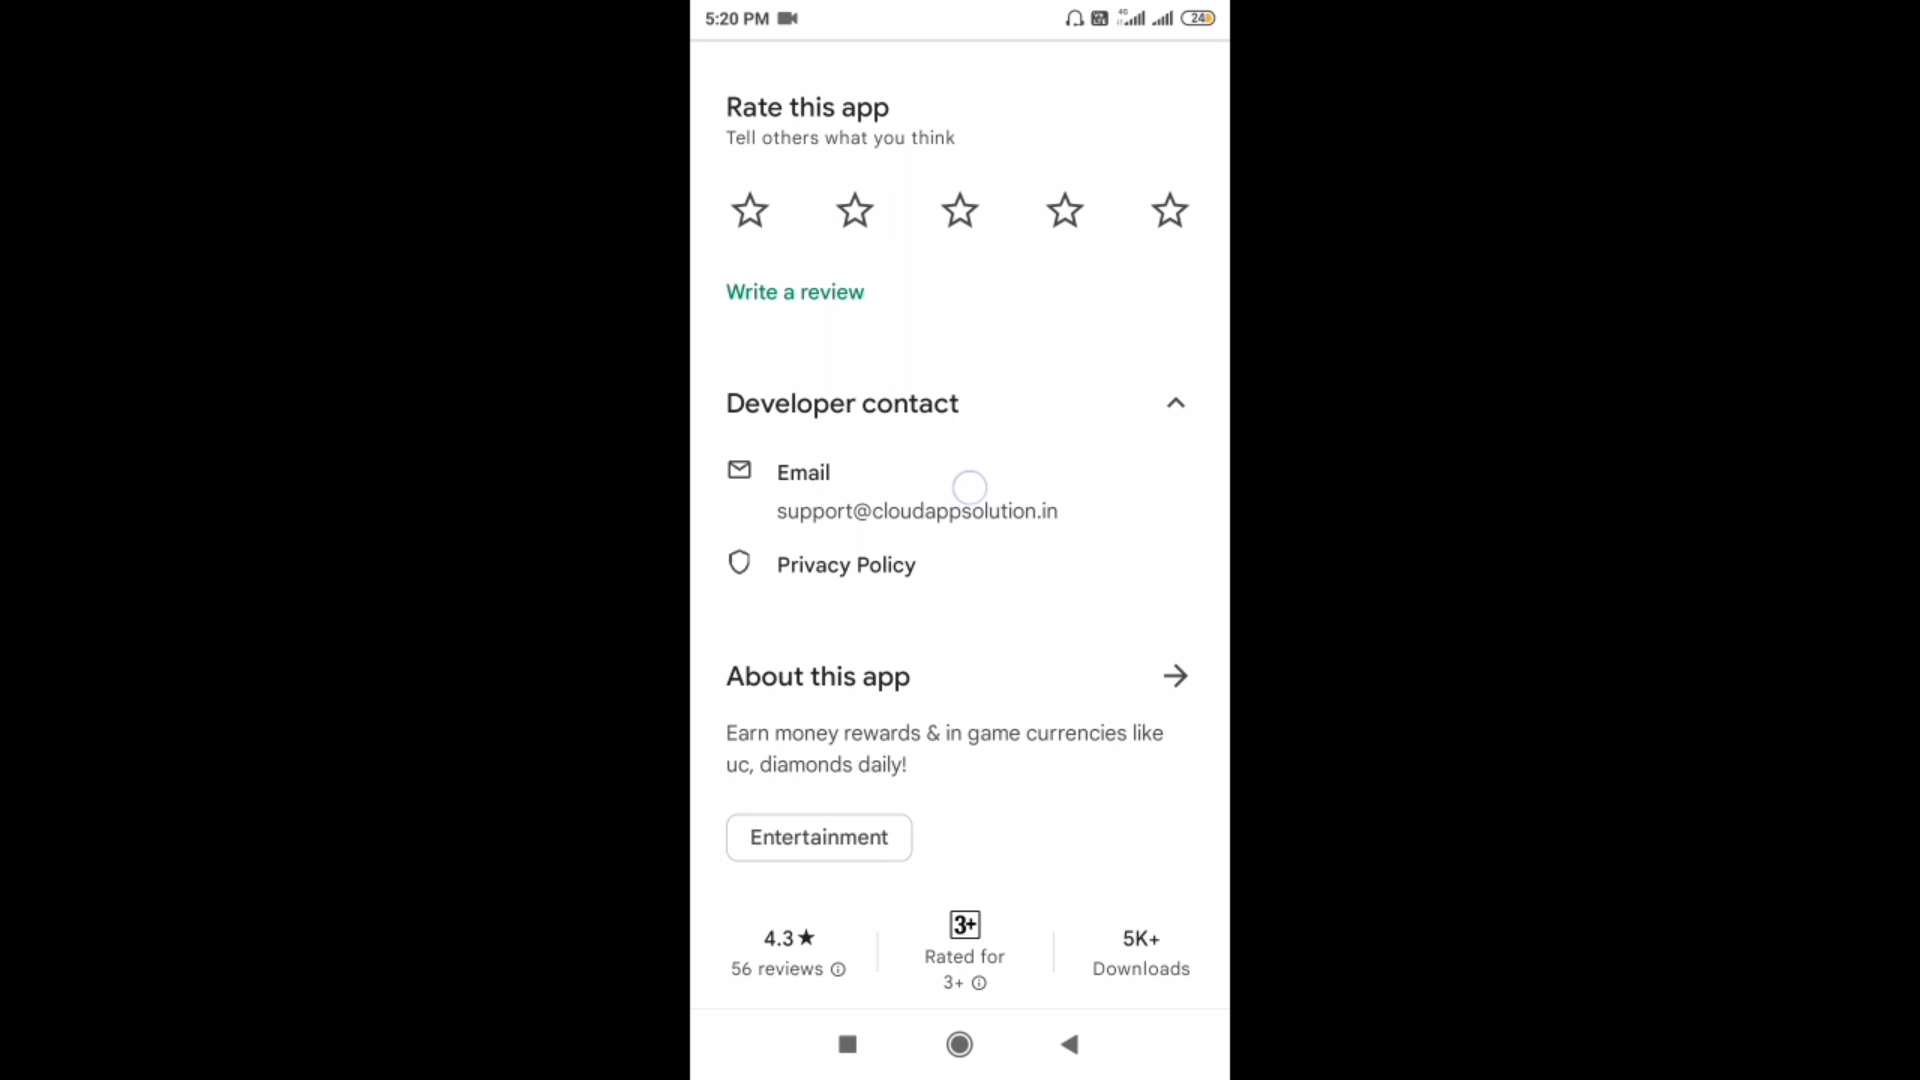 5:20 PM
4G
24
Rate this app
Tell others what you think
Write a review
Developer contact
Email
support@cloudappsolution.in
Privacy Policy
About this app
Earn money rewards & in game currencies like
uc, diamonds daily!
Entertainment
4.3★
56 reviews
3+
Rated for
3+
5K+
Downloads